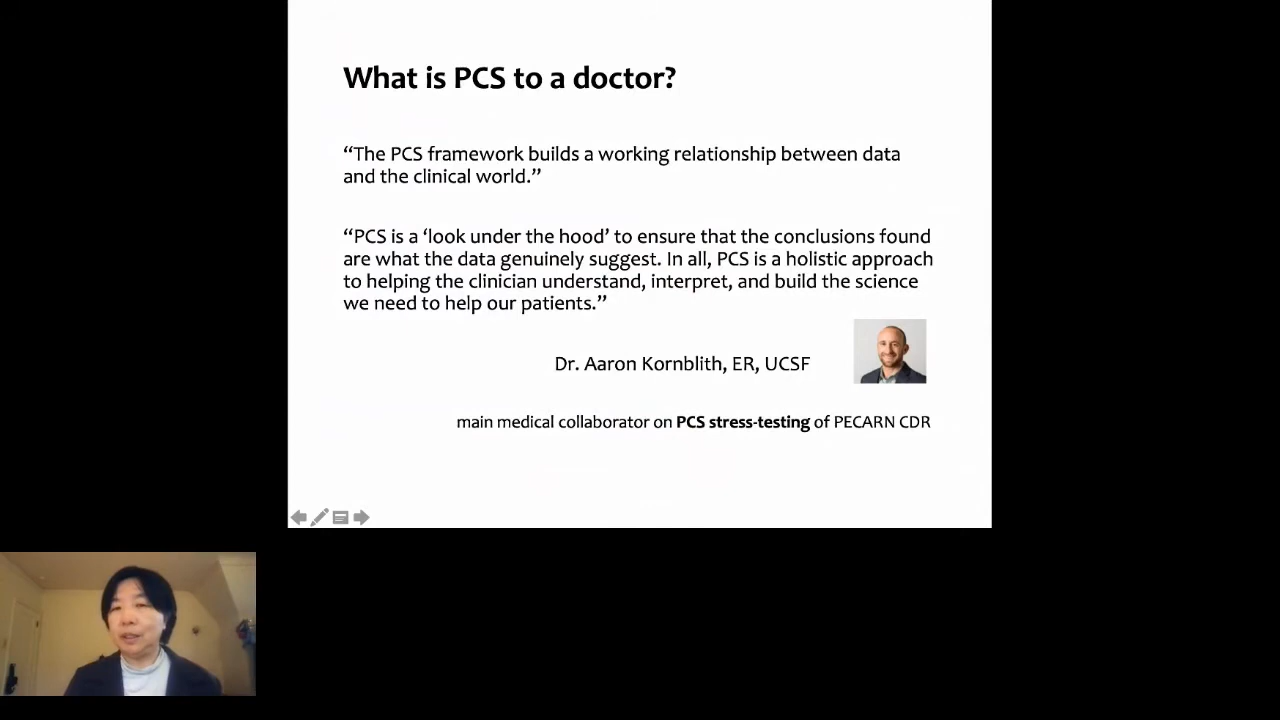 What is PCS to a doctor?
“The PCS framework builds a working relationship between data
and the clinical world.”
“PCS is a ‘look under the hood’ to ensure that the conclusions found
are what the data genuinely suggest. In all, PCS is a holistic approach
to helping the clinician understand, interpret, and build the science
we need to help our patients.”
Dr. Aaron Kornblith, ER, UCSF
main medical collaborator on PCS stress-testing of PECARN CDR